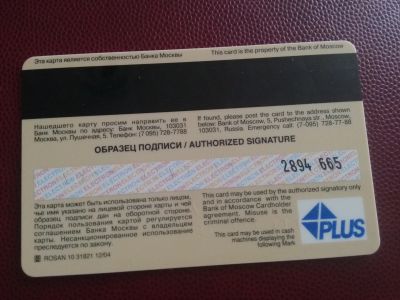 Эта карта является собственностью Банка Москвы
This card is the property of the Bank of Moscow
Нашедшего карту просим направить ее в
Банк Москвы по адресу: Банк Москвы, 103031
Москва, ул. Пушечная, 5. Телефон: (7 095) 728-7788
If found, please post card to the address shown
below: Bank of Moscow, 5, Pushechnaya str., Moscow,
103031, Russia. Emergency call: (7-095) 728-77-88
ОБРАЗЕЦ ПОДПИСИ / AUTHORIZED SIGNATURE
2894 665
Эта карта может быть использована только лицом,
чье имя указано на лицевой стороне карты и чей
образец подписи дан на оборотной стороне.
Порядок пользования картой регулируется
соглашением Банка Москвы с владельцем
карты. Несанкционированное использование
преследуется по закону.
This card may be used by the authorized signatory only
and in accordance with the
Bank of Moscow Cardholder
agreement. Misuse is a
criminal offence.
This card may be used in cash
machines displaying the
following Mark
PLUS
ROSAN 10 31821 12/04